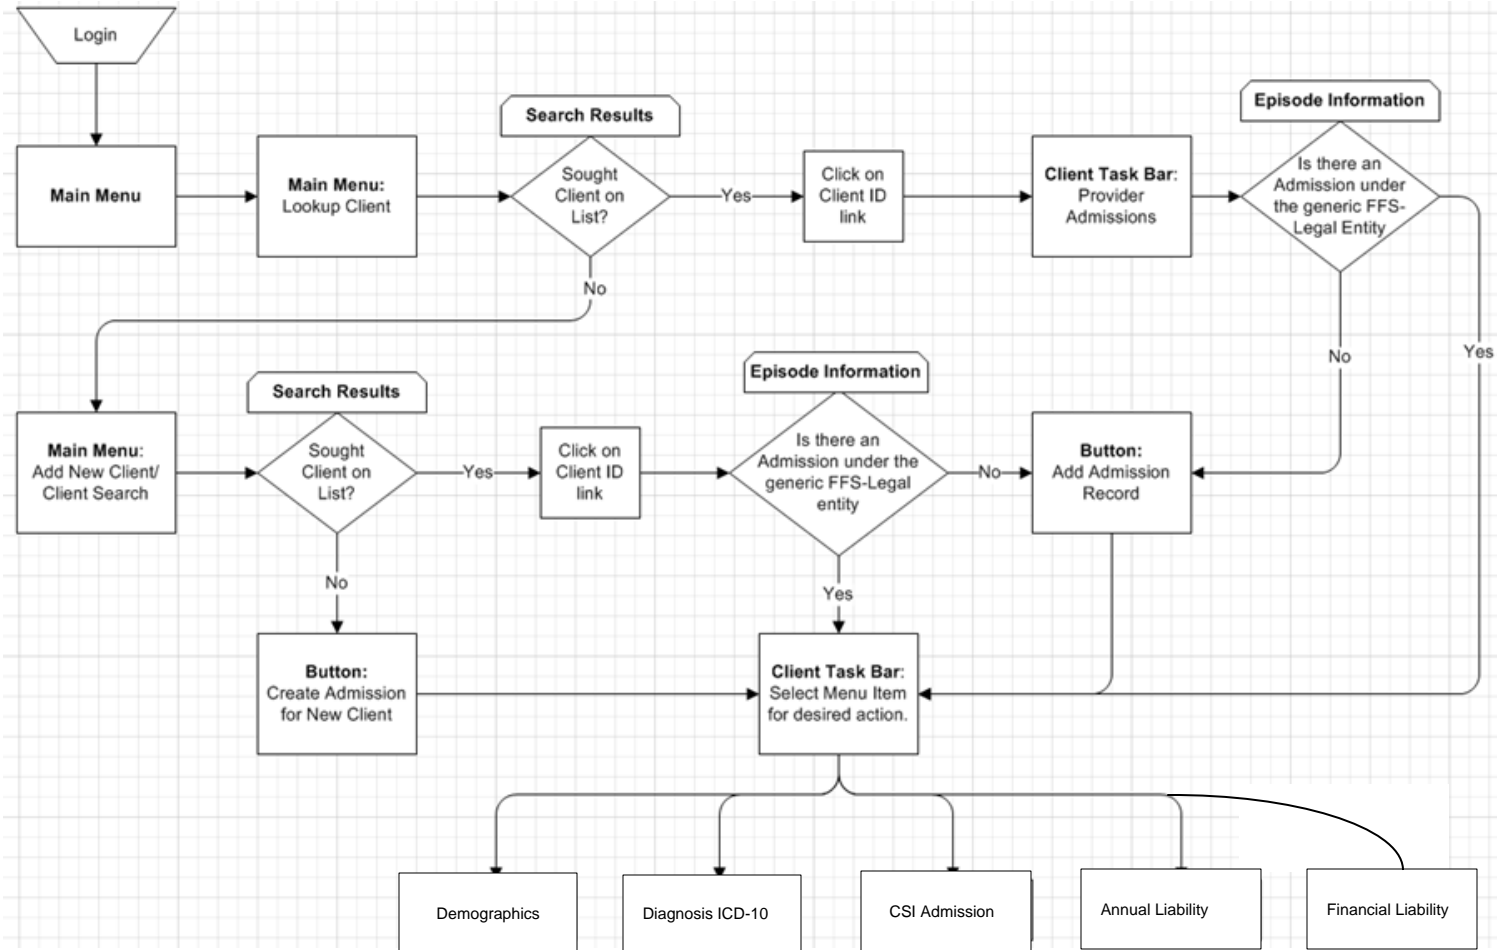 Login
Main Menu
Main Menu:
Lookup Client
Search Results
Sought
Client on
List?
Yes
No
Click on
Client ID
link
Client Task Bar:
Provider
Admissions
Episode Information
Is there an
Admission under
the generic FFS-
Legal Entity
No
Yes
Main Menu:
Add New Client/
Client Search
Search Results
Sought
Client on
List?
Yes
No
Click on
Client ID
link
Episode Information
Is there an
Admission under the
generic FFS-Legal
entity
No
Yes
Button:
Add Admission
Record
Button:
Create Admission
for New Client
Client Task Bar:
Select Menu Item
for desired action.
Demographics
Diagnosis ICD-10
CSI Admission
Annual Liability
Financial Liability